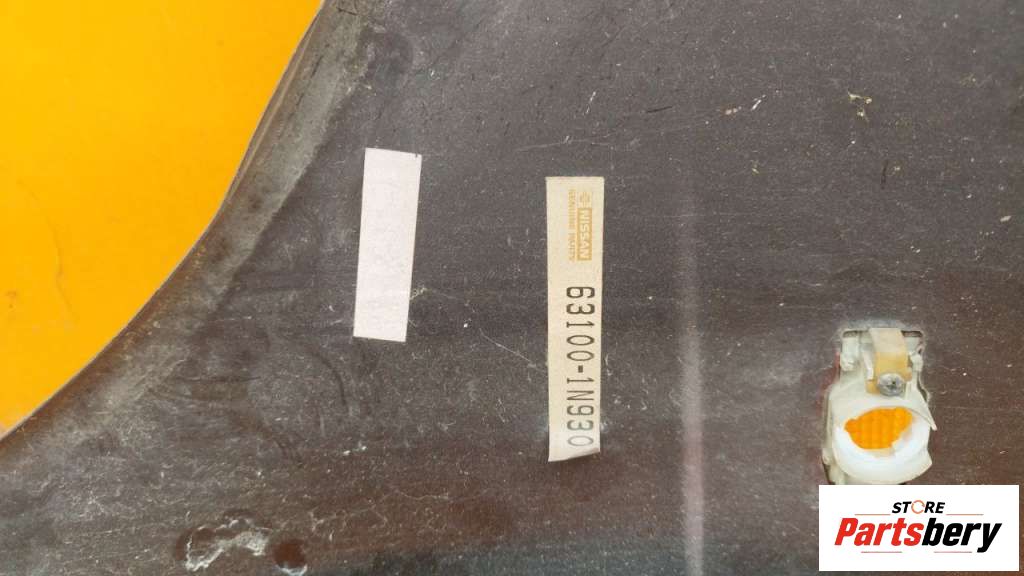 NISSAN
GENUINE PARTS
63100-1N930
STORE
Partsbery